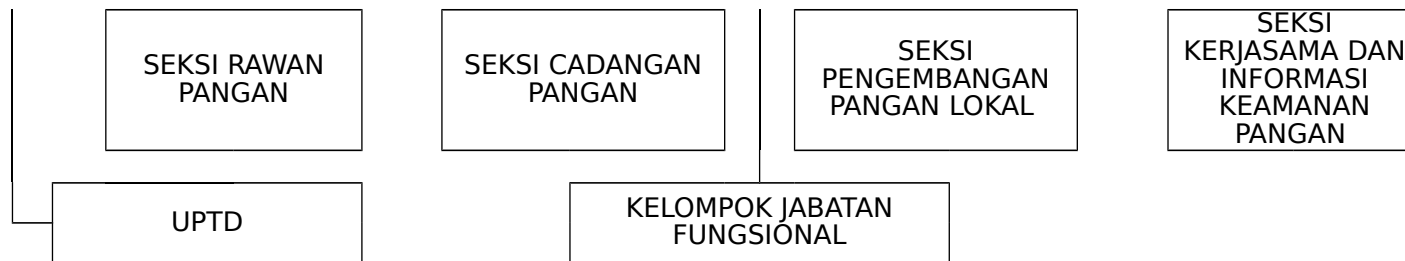 SEKSI RAWAN
PANGAN
SEKSI CADANGAN
PANGAN
SEKSI
PENGEMBANGAN
PANGAN LOKAL
SEKSI
KERJASAMA DAN
INFORMASI
KEAMANAN
PANGAN
UPTD
KELOMPOK JABATAN
FUNGSIONAL